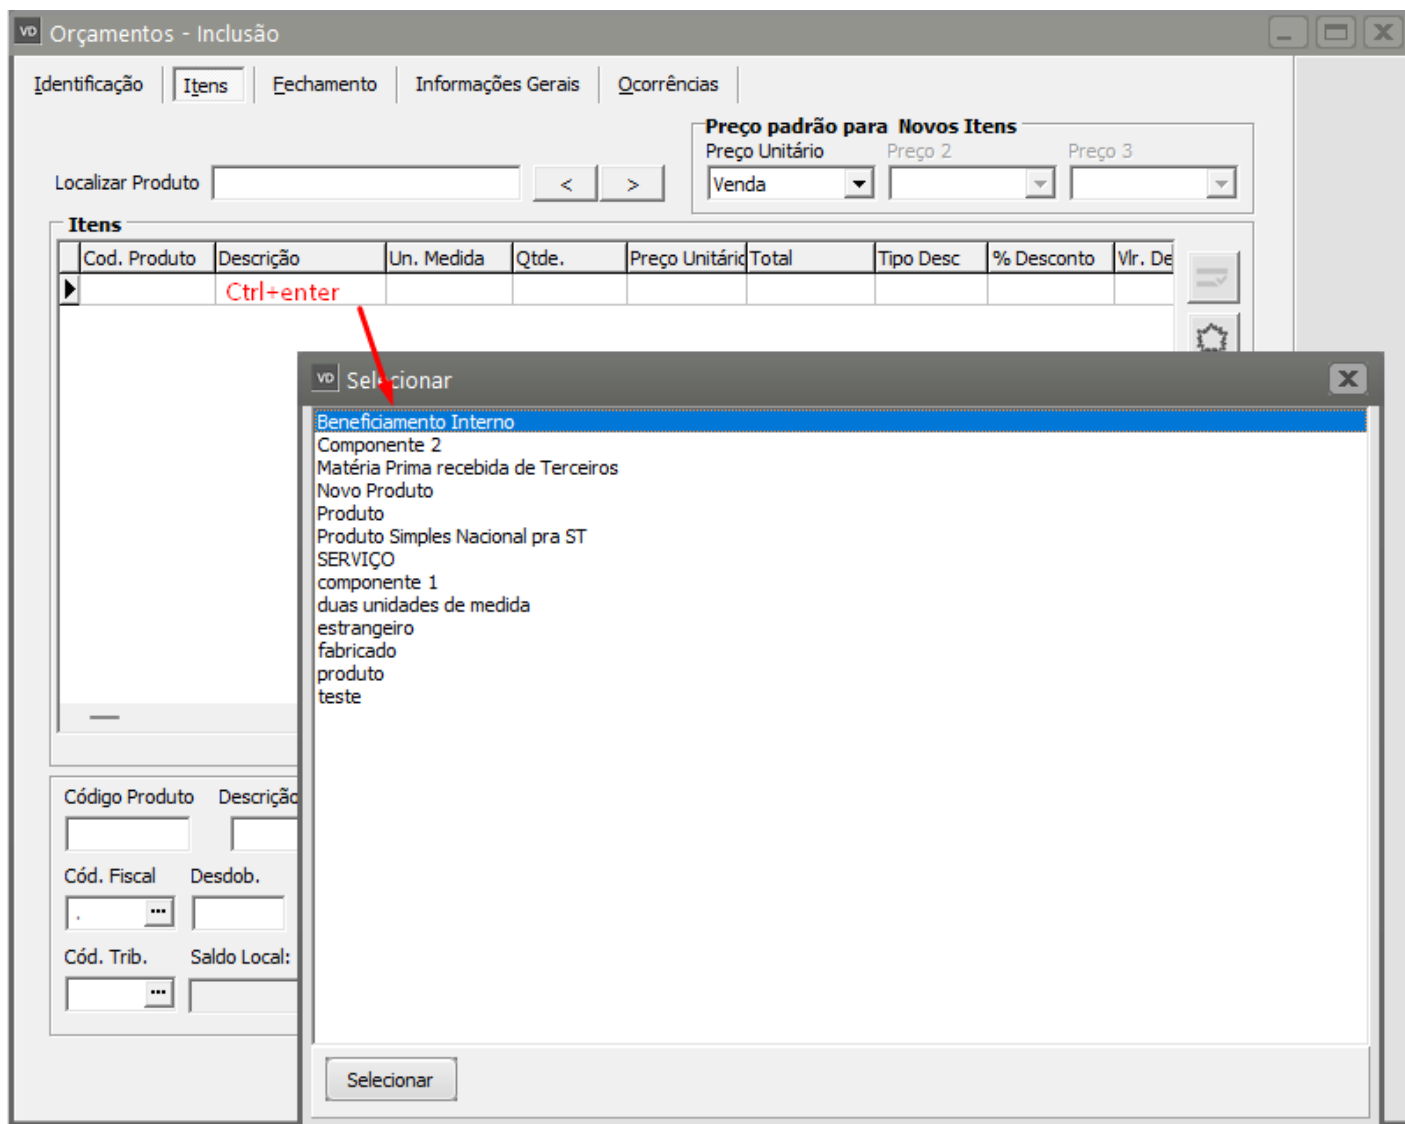 VD Orçamentos - Inclusão
Identificação Itens Fechamento Informações Gerais Ocorrências
Preço padrão para Novos Itens
Preço Unitário Preço 2 Preço 3
Localizar Produto < > Venda
Itens
Cod. Produto Descrição Un. Medida Qtde. Preço Unitáric Total Tipo Desc % Desconto Vlr. De
Ctrl+enter
VD Selecionar
Beneficiamento Interno
Componente 2
Matéria Prima recebida de Terceiros
Novo Produto
Produto
Produto Simples Nacional pra ST
SERVIÇO
componente 1
duas unidades de medida
estrangeiro
fabricado
produto
teste
Código Produto Descrição
Cód. Fiscal Desdob.
. ...
Cód. Trib. Saldo Local:
...
Selecionar